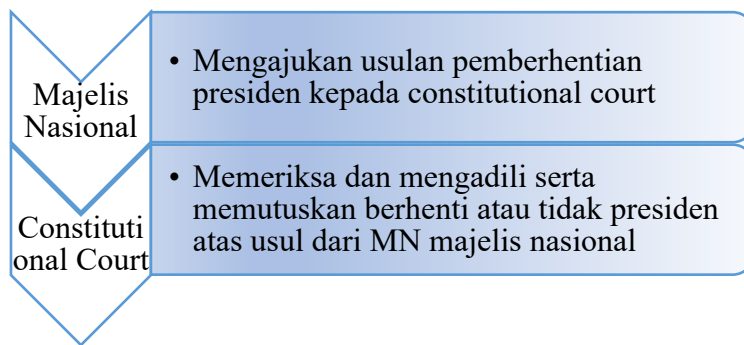 Majelis
Nasional
• Mengajukan usulan pemberhentian
presiden kepada constitutional court
Constituti
onal Court
• Memeriksa dan mengadili serta
memutuskan berhenti atau tidak presiden
atas usul dari MN majelis nasional